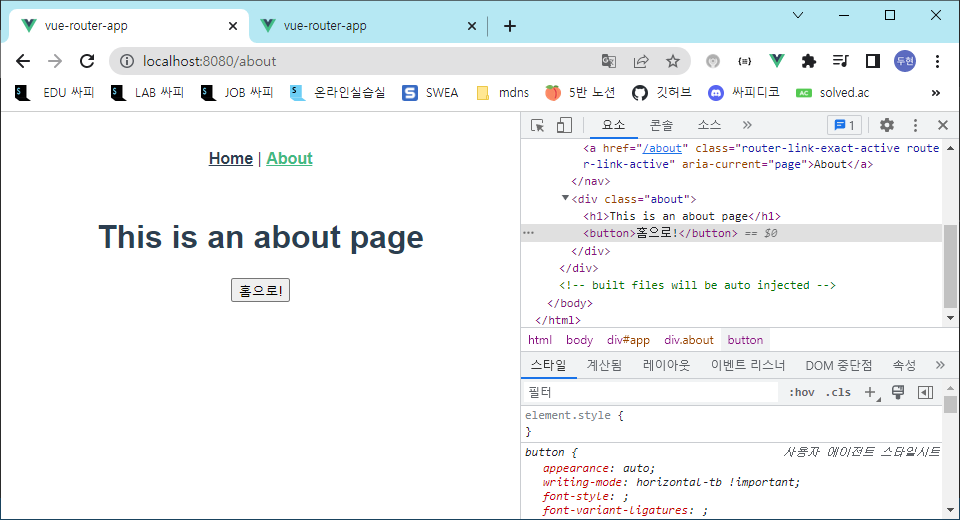 vue-router-app
vue-router-app
localhost:8080/about
두현
EDU 싸피
LAB 싸피
JOB 싸피
온라인실습실
SWEA
mdns
5반 노션
깃허브
싸피디코
solved.ac
»
Home | About
This is an about page
홈으로!
요소
콘솔
소스
»
1
<a href="/about" class="router-link-exact-active route
r-link-active" aria-current="page">About</a>
</nav>
<div class="about">
<h1>This is an about page</h1>
<button>홈으로!</button> == $0
</div>
</div>
<!-- built files will be auto injected -->
</body>
</html>
html body div#app div.about button
스타일 계산됨 레이아웃 이벤트 리스너 DOM 중단점 속성 »
필터 :hov .cls
element.style {
}
button { 사용자 에이전트 스타일시트
appearance: auto;
writing-mode: horizontal-tb !important;
font-style: ;
font-variant-ligatures: ;